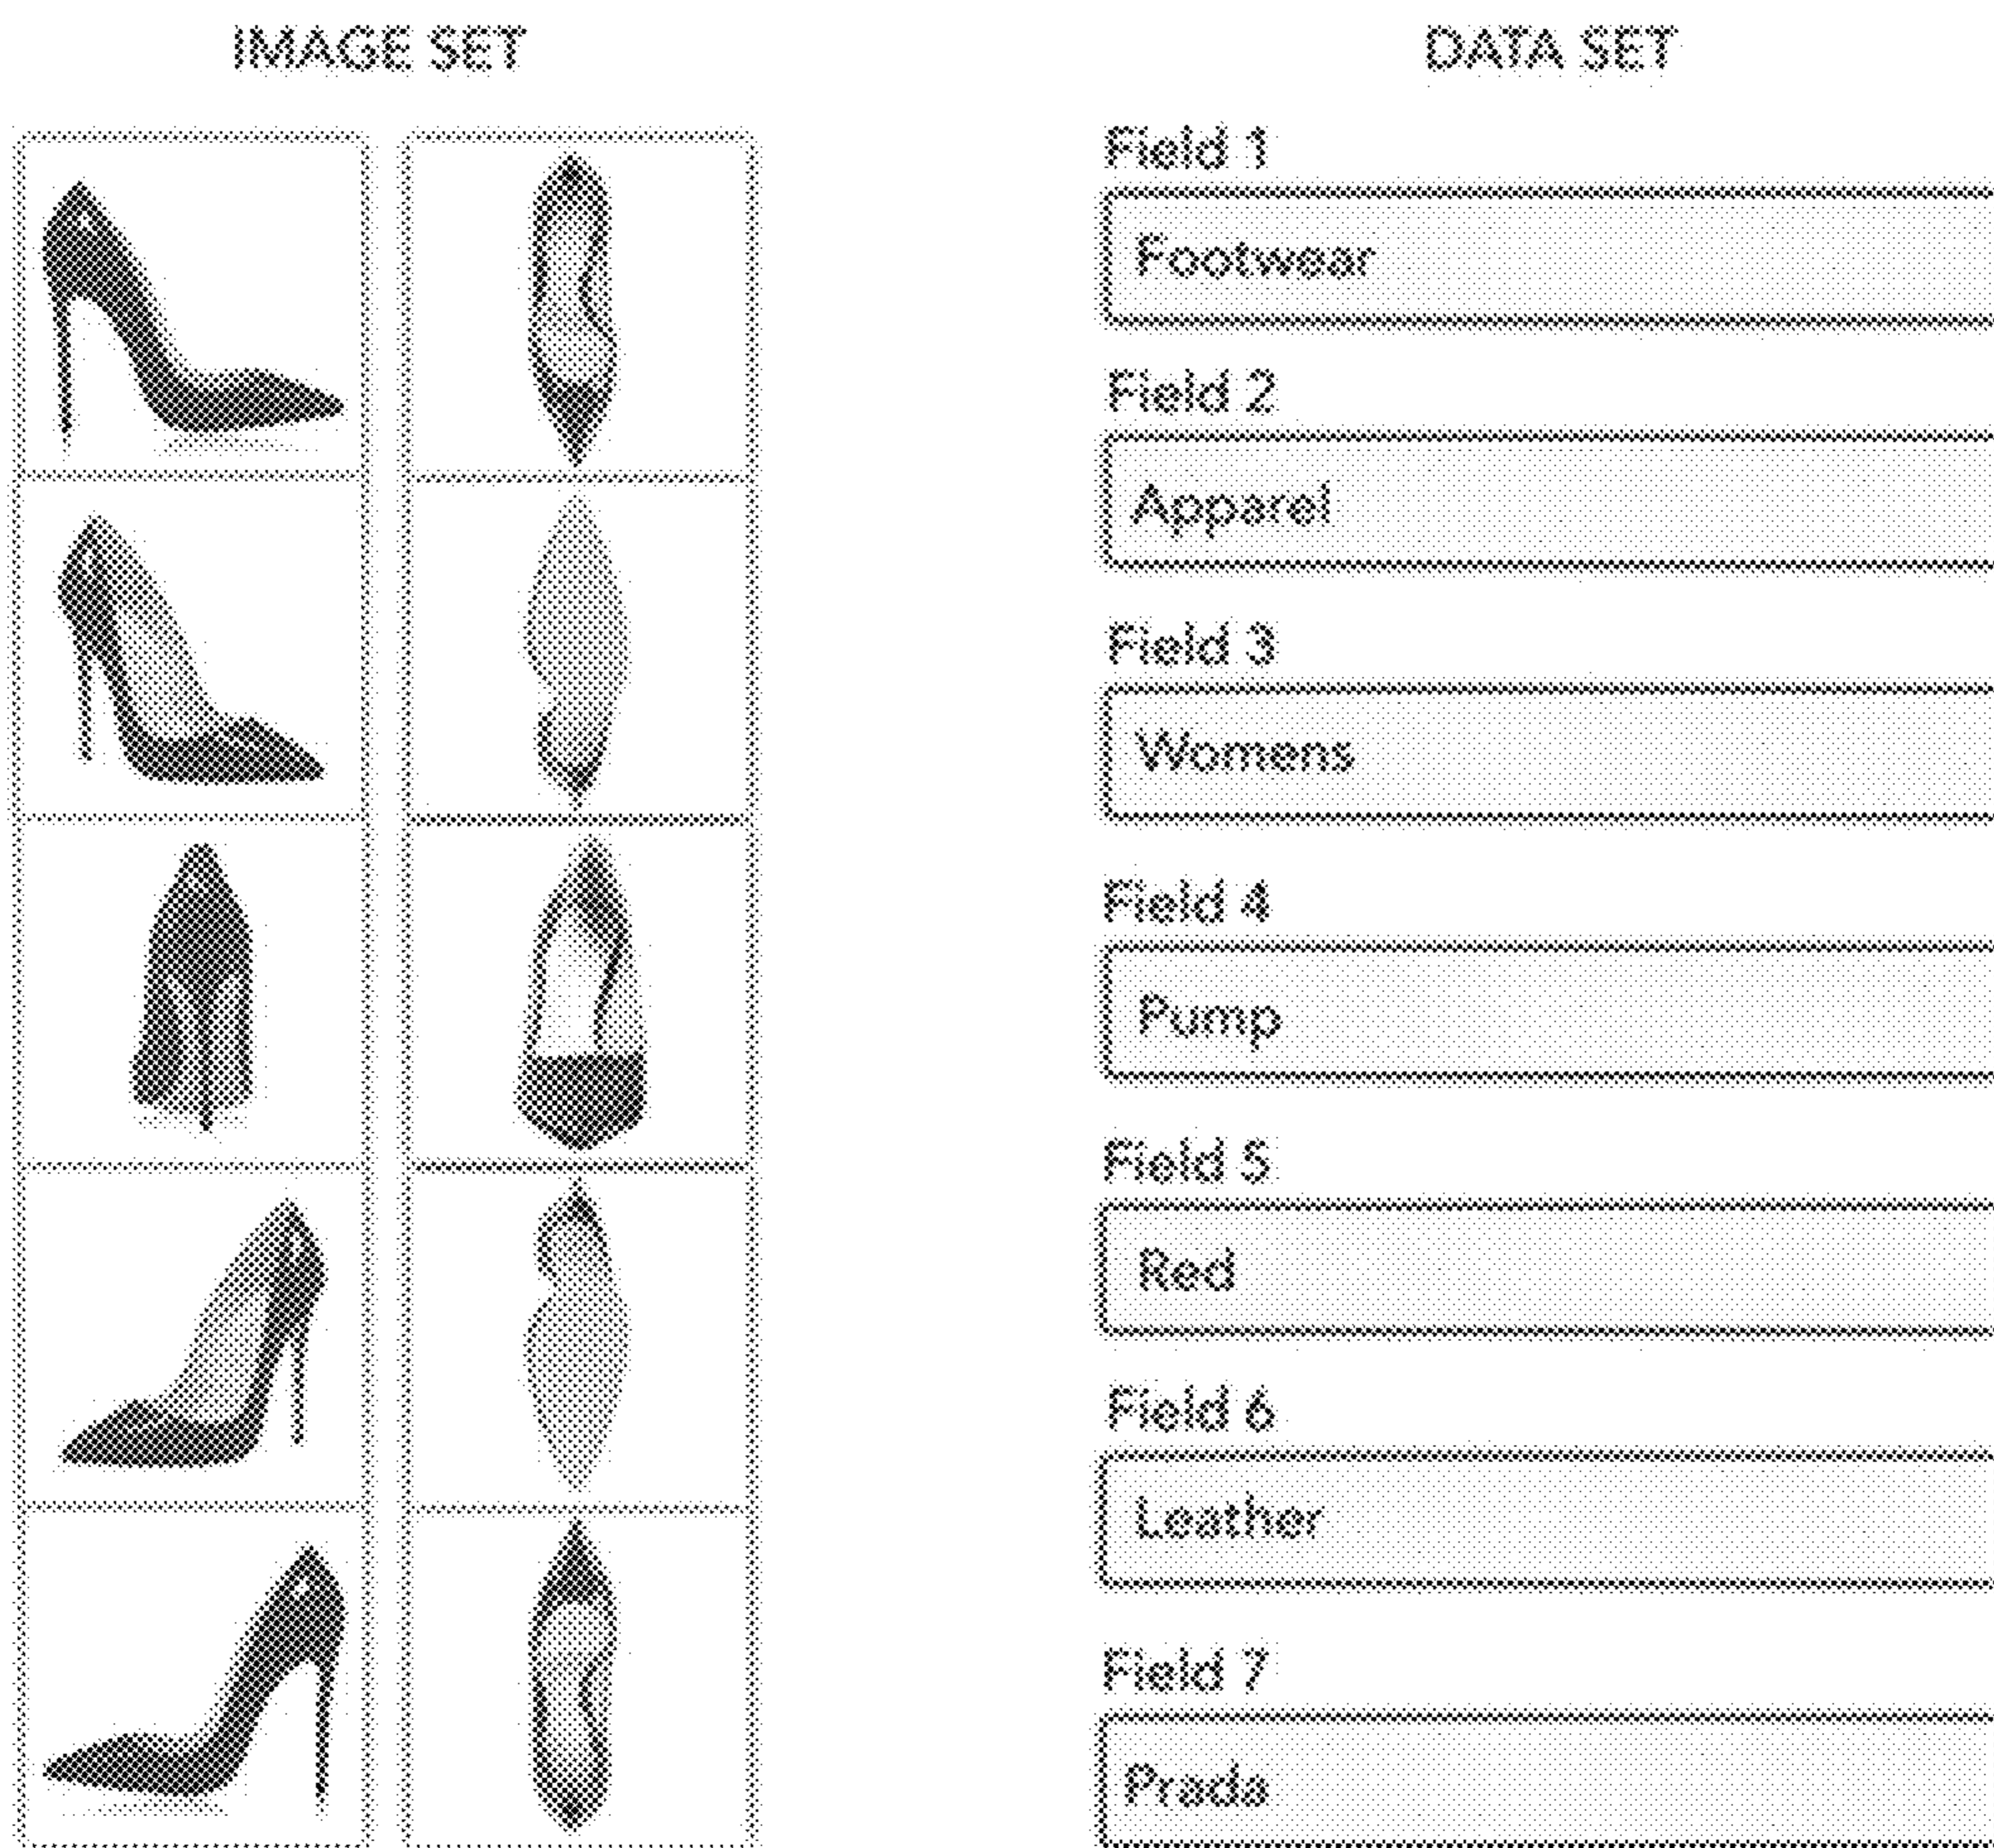 IMAGE SET
DATA SET
Field 1
Footwear
Field 2
Apparel
Field 3
Womens
Field 4
Pump
Field 5
Red
Field 6
Leather
Field 7
Prada